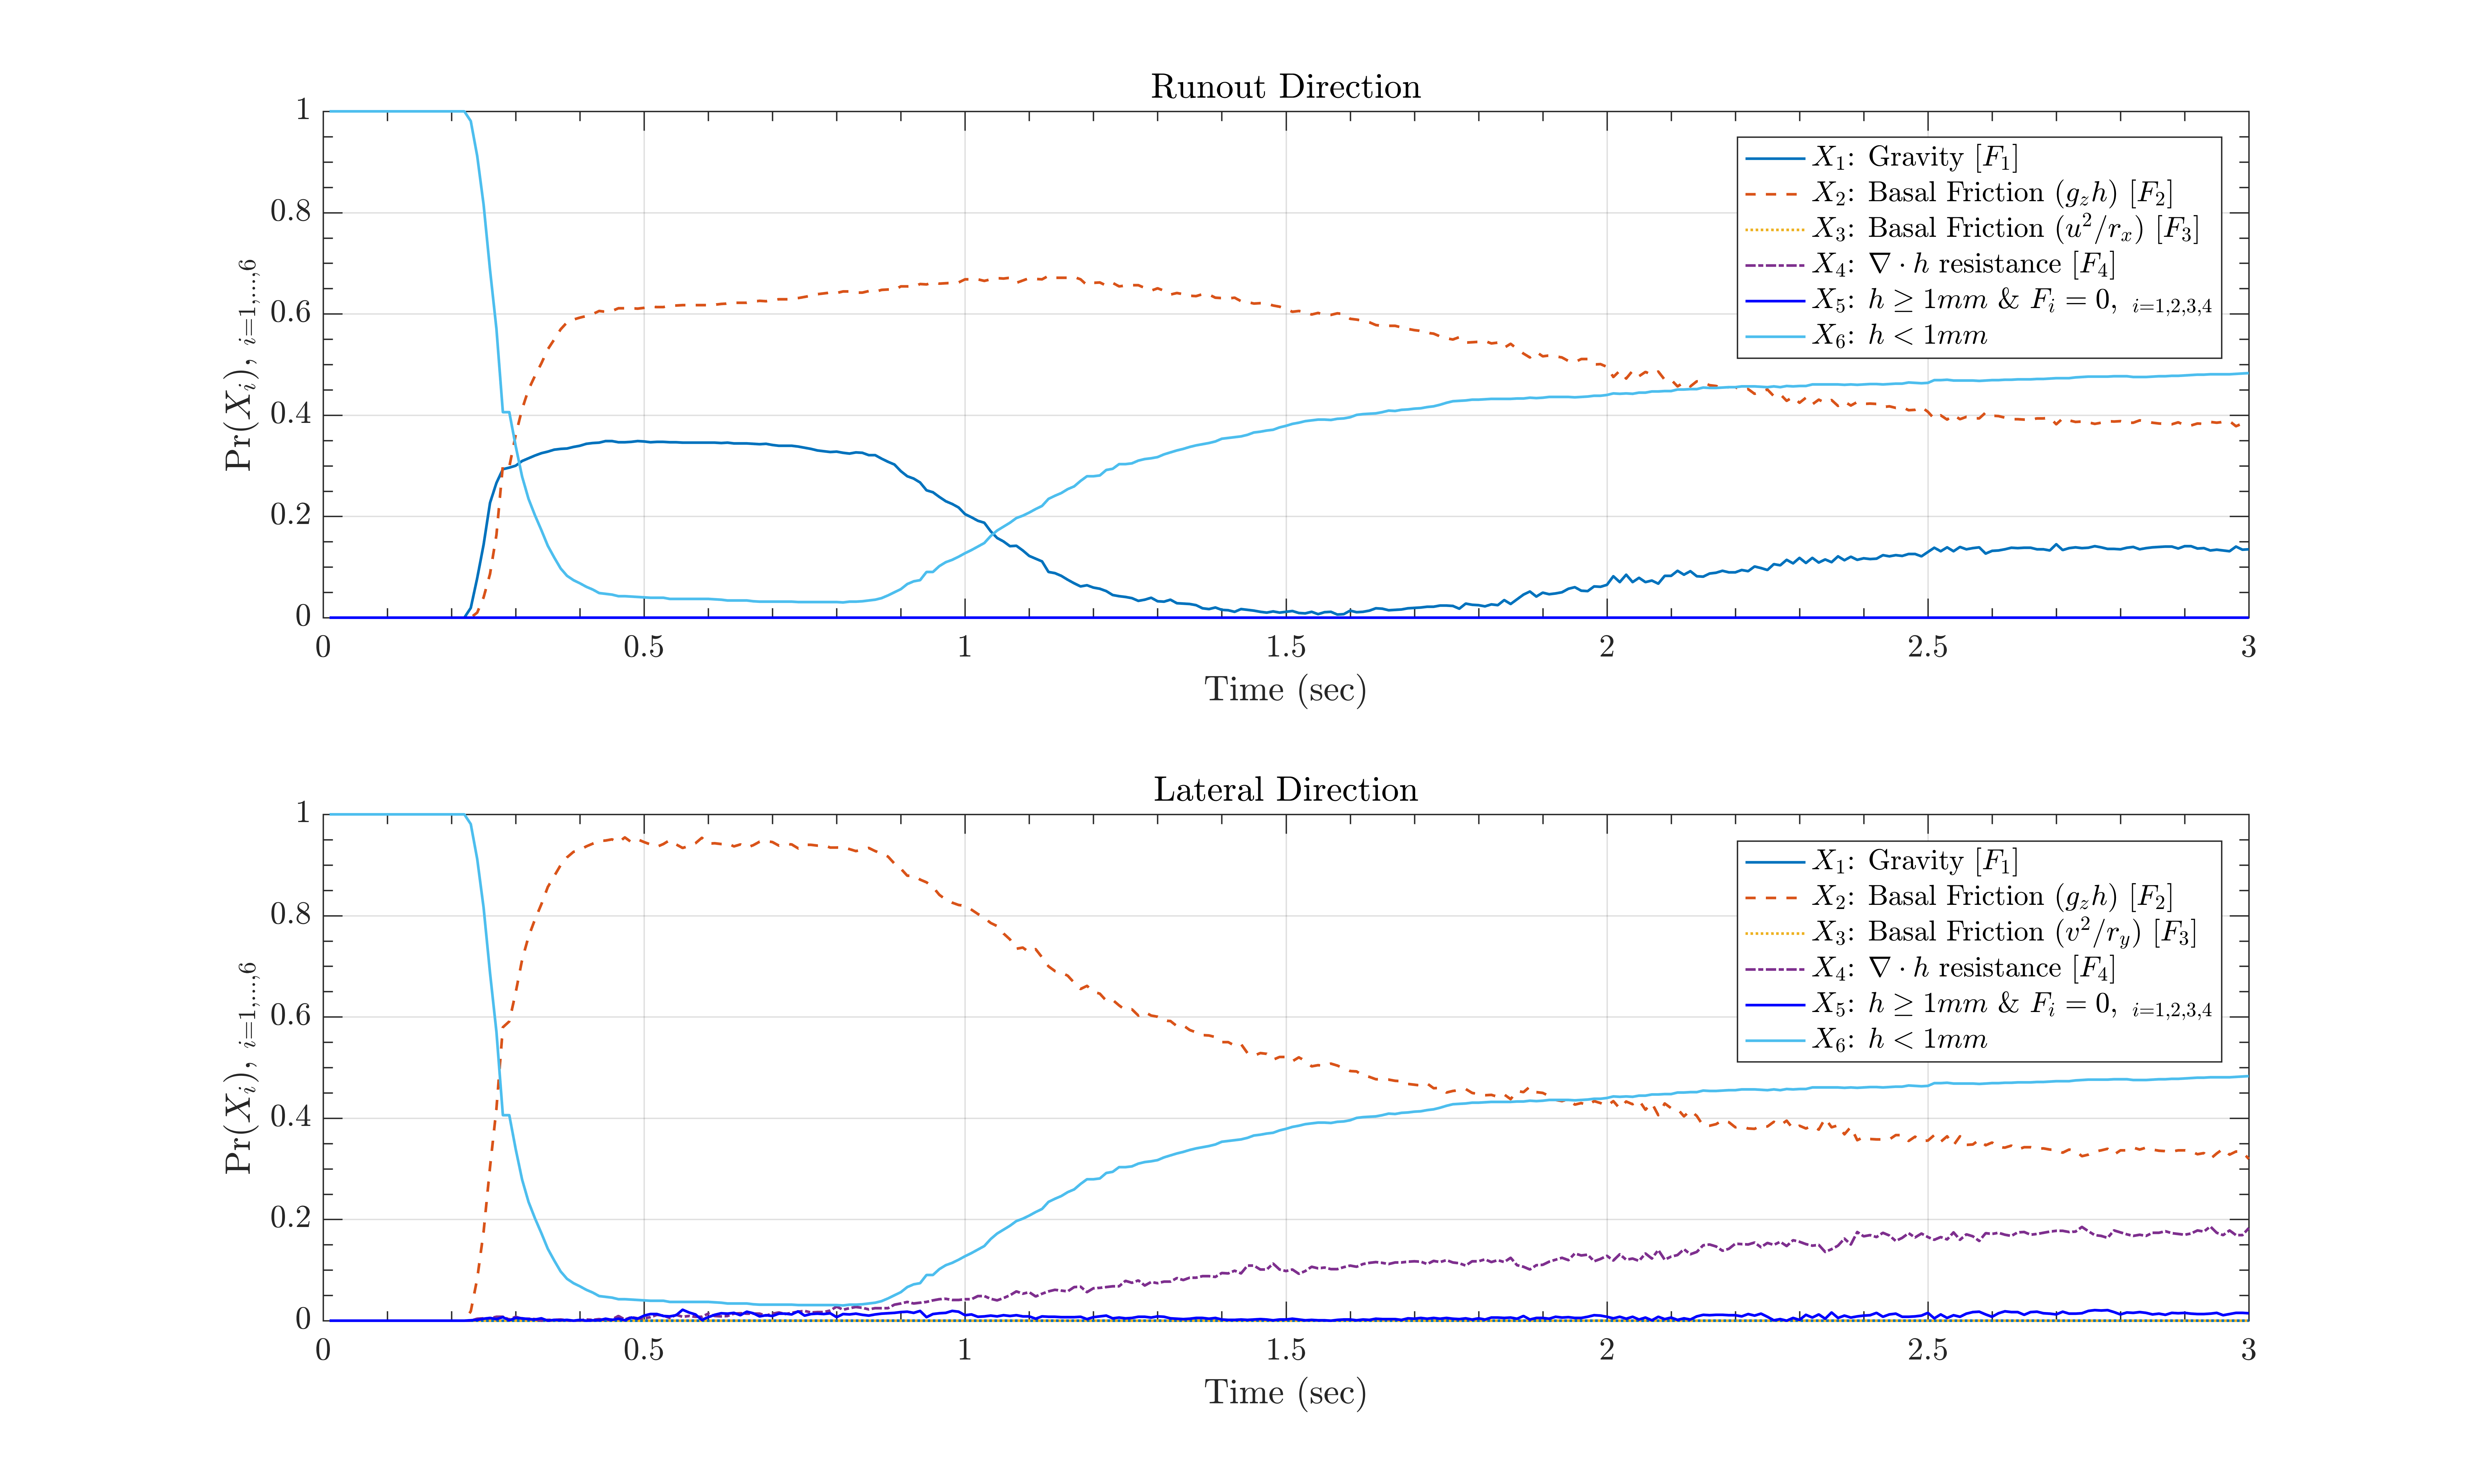 Runout Direction
1
0.8
0.6
0.4
0.2
0
Pr(X_i), i=1,...,6
X_1: Gravity [F_1]
X_2: Basal Friction (g_z h) [F_2]
X_3: Basal Friction (u^2/r_x) [F_3]
X_4: ∇ · h resistance [F_4]
X_5: h ≥ 1mm & F_i = 0, i=1,2,3,4
X_6: h < 1mm
0 0.5 1 1.5 2 2.5 3
Time (sec)
Lateral Direction
1
0.8
0.6
0.4
0.2
0
Pr(X_i), i=1,...,6
X_1: Gravity [F_1]
X_2: Basal Friction (g_z h) [F_2]
X_3: Basal Friction (v^2/r_y) [F_3]
X_4: ∇ · h resistance [F_4]
X_5: h ≥ 1mm & F_i = 0, i=1,2,3,4
X_6: h < 1mm
0 0.5 1 1.5 2 2.5 3
Time (sec)